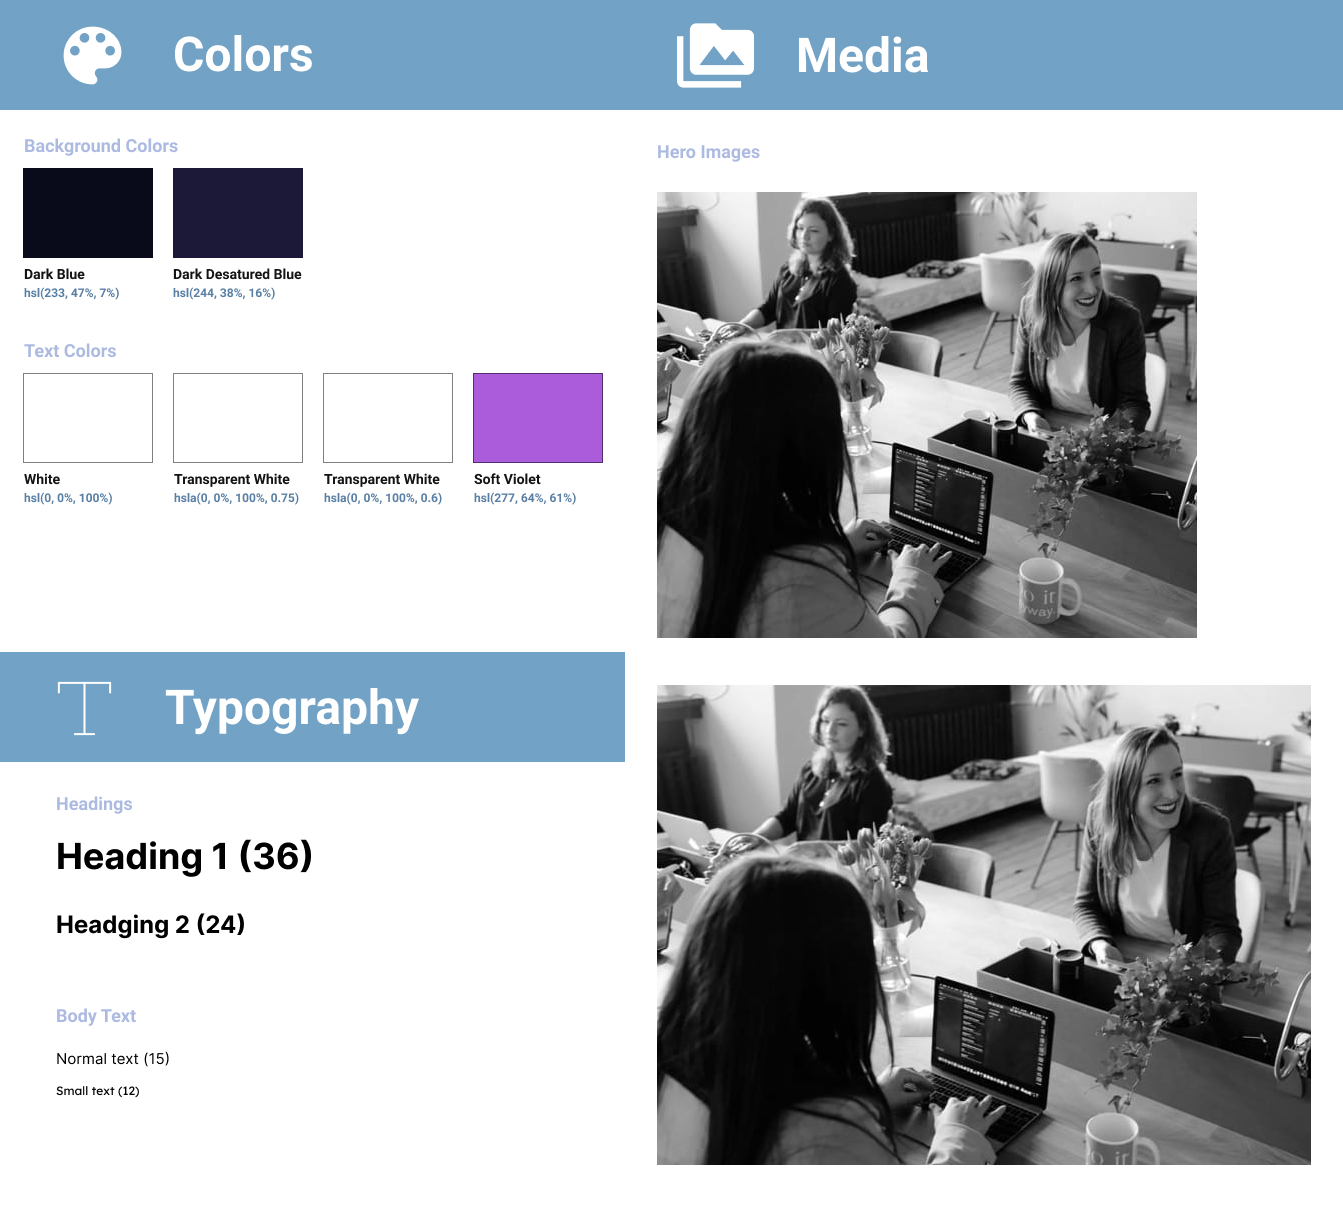 Colors
Background Colors
Dark Blue
hsl(233, 47%, 7%)
Dark Desatured Blue
hsl(244, 38%, 16%)
Text Colors
White
hsl(0, 0%, 100%)
Transparent White
hsla(0, 0%, 100%, 0.75)
Transparent White
hsla(0, 0%, 100%, 0.6)
Soft Violet
hsl(277, 64%, 61%)
Typography
Headings
Heading 1 (36)
Headging 2 (24)
Body Text
Normal text (15)
Small text (12)
Media
Hero Images
o it
yway.
o it